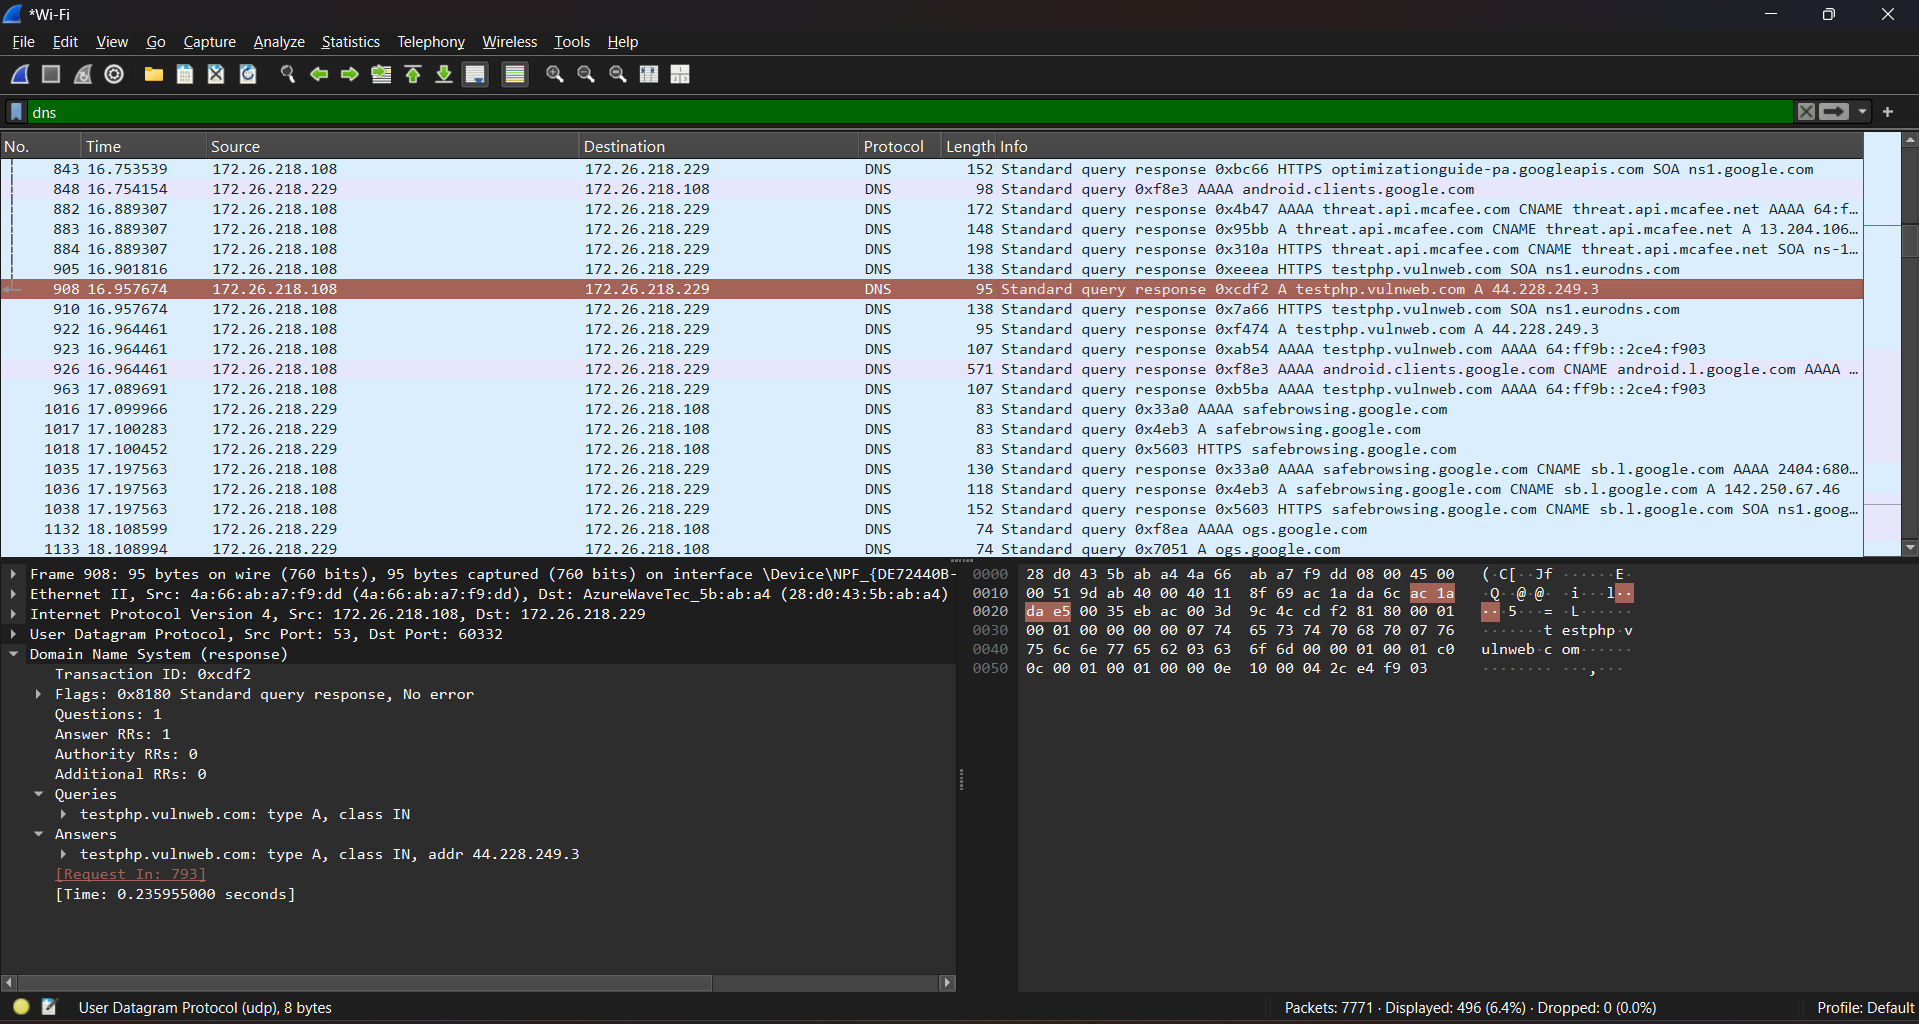 *Wi-Fi
File Edit View Go Capture Analyze Statistics Telephony Wireless Tools Help
dns
No. Time Source Destination Protocol Length Info
843 16.753539 172.26.218.108 172.26.218.229 DNS 152 Standard query response 0xbc66 HTTPS optimizationguide-pa.googleapis.com SOA ns1.google.com
848 16.754154 172.26.218.229 172.26.218.108 DNS 98 Standard query 0xf8e3 AAAA android.clients.google.com
882 16.889307 172.26.218.108 172.26.218.229 DNS 172 Standard query response 0x4b47 AAAA threat.api.mcafee.com CNAME threat.api.mcafee.net AAAA 64:f…
883 16.889307 172.26.218.108 172.26.218.229 DNS 148 Standard query response 0x95bb A threat.api.mcafee.com CNAME threat.api.mcafee.net A 13.204.106…
884 16.889307 172.26.218.108 172.26.218.229 DNS 198 Standard query response 0x310a HTTPS threat.api.mcafee.com CNAME threat.api.mcafee.net SOA ns-1…
905 16.901816 172.26.218.108 172.26.218.229 DNS 138 Standard query response 0xeeea HTTPS testphp.vulnweb.com SOA ns1.eurodns.com
908 16.957674 172.26.218.108 172.26.218.229 DNS 95 Standard query response 0xcdf2 A testphp.vulnweb.com A 44.228.249.3
910 16.957674 172.26.218.108 172.26.218.229 DNS 138 Standard query response 0x7a66 HTTPS testphp.vulnweb.com SOA ns1.eurodns.com
922 16.964461 172.26.218.108 172.26.218.229 DNS 95 Standard query response 0xf474 A testphp.vulnweb.com A 44.228.249.3
923 16.964461 172.26.218.108 172.26.218.229 DNS 107 Standard query response 0xab54 AAAA testphp.vulnweb.com AAAA 64:ff9b::2ce4:f903
926 16.964461 172.26.218.108 172.26.218.229 DNS 571 Standard query response 0xf8e3 AAAA android.clients.google.com CNAME android.l.google.com AAAA …
963 17.089691 172.26.218.108 172.26.218.229 DNS 107 Standard query response 0xb5ba AAAA testphp.vulnweb.com AAAA 64:ff9b::2ce4:f903
1016 17.099966 172.26.218.229 172.26.218.108 DNS 83 Standard query 0x33a0 AAAA safebrowsing.google.com
1017 17.100283 172.26.218.229 172.26.218.108 DNS 83 Standard query 0x4eb3 A safebrowsing.google.com
1018 17.100452 172.26.218.229 172.26.218.108 DNS 83 Standard query 0x5603 HTTPS safebrowsing.google.com
1035 17.197563 172.26.218.108 172.26.218.229 DNS 130 Standard query response 0x33a0 AAAA safebrowsing.google.com CNAME sb.l.google.com AAAA 2404:680…
1036 17.197563 172.26.218.108 172.26.218.229 DNS 118 Standard query response 0x4eb3 A safebrowsing.google.com CNAME sb.l.google.com A 142.250.67.46
1038 17.197563 172.26.218.108 172.26.218.229 DNS 152 Standard query response 0x5603 HTTPS safebrowsing.google.com CNAME sb.l.google.com SOA ns1.goog…
1132 18.108599 172.26.218.229 172.26.218.108 DNS 74 Standard query 0xf8ea AAAA ogs.google.com
1133 18.108994 172.26.218.229 172.26.218.108 DNS 74 Standard query 0x7051 A ogs.google.com
Frame 908: 95 bytes on wire (760 bits), 95 bytes captured (760 bits) on interface \Device\NPF_{DE72440B-
Ethernet II, Src: 4a:66:ab:a7:f9:dd (4a:66:ab:a7:f9:dd), Dst: AzureWaveTec_5b:ab:a4 (28:d0:43:5b:ab:a4)
Internet Protocol Version 4, Src: 172.26.218.108, Dst: 172.26.218.229
User Datagram Protocol, Src Port: 53, Dst Port: 60332
Domain Name System (response)
Transaction ID: 0xcdf2
Flags: 0x8180 Standard query response, No error
Questions: 1
Answer RRs: 1
Authority RRs: 0
Additional RRs: 0
Queries
testphp.vulnweb.com: type A, class IN
Answers
testphp.vulnweb.com: type A, class IN, addr 44.228.249.3
[Request In: 793]
[Time: 0.235955000 seconds]
0000 28 d0 43 5b ab a4 4a 66 ab a7 f9 dd 08 00 45 00 (·C[··Jf ······E·
0010 00 51 9d ab 40 00 40 11 8f 69 ac 1a da 6c ac 1a ·Q··@·@· ·i···l··
0020 da e5 00 35 eb ac 00 3d 9c 4c cd f2 81 80 00 01 ···5···= ·L······
0030 00 01 00 00 00 00 07 74 65 73 74 70 68 70 07 76 ·······t estphp·v
0040 75 6c 6e 77 65 62 03 63 6f 6d 00 00 01 00 01 c0 ulnweb·c om······
0050 0c 00 01 00 01 00 00 0e 10 00 04 2c e4 f9 03 ········ ···,···
User Datagram Protocol (udp), 8 bytes
Packets: 7771 · Displayed: 496 (6.4%) · Dropped: 0 (0.0%)
Profile: Default